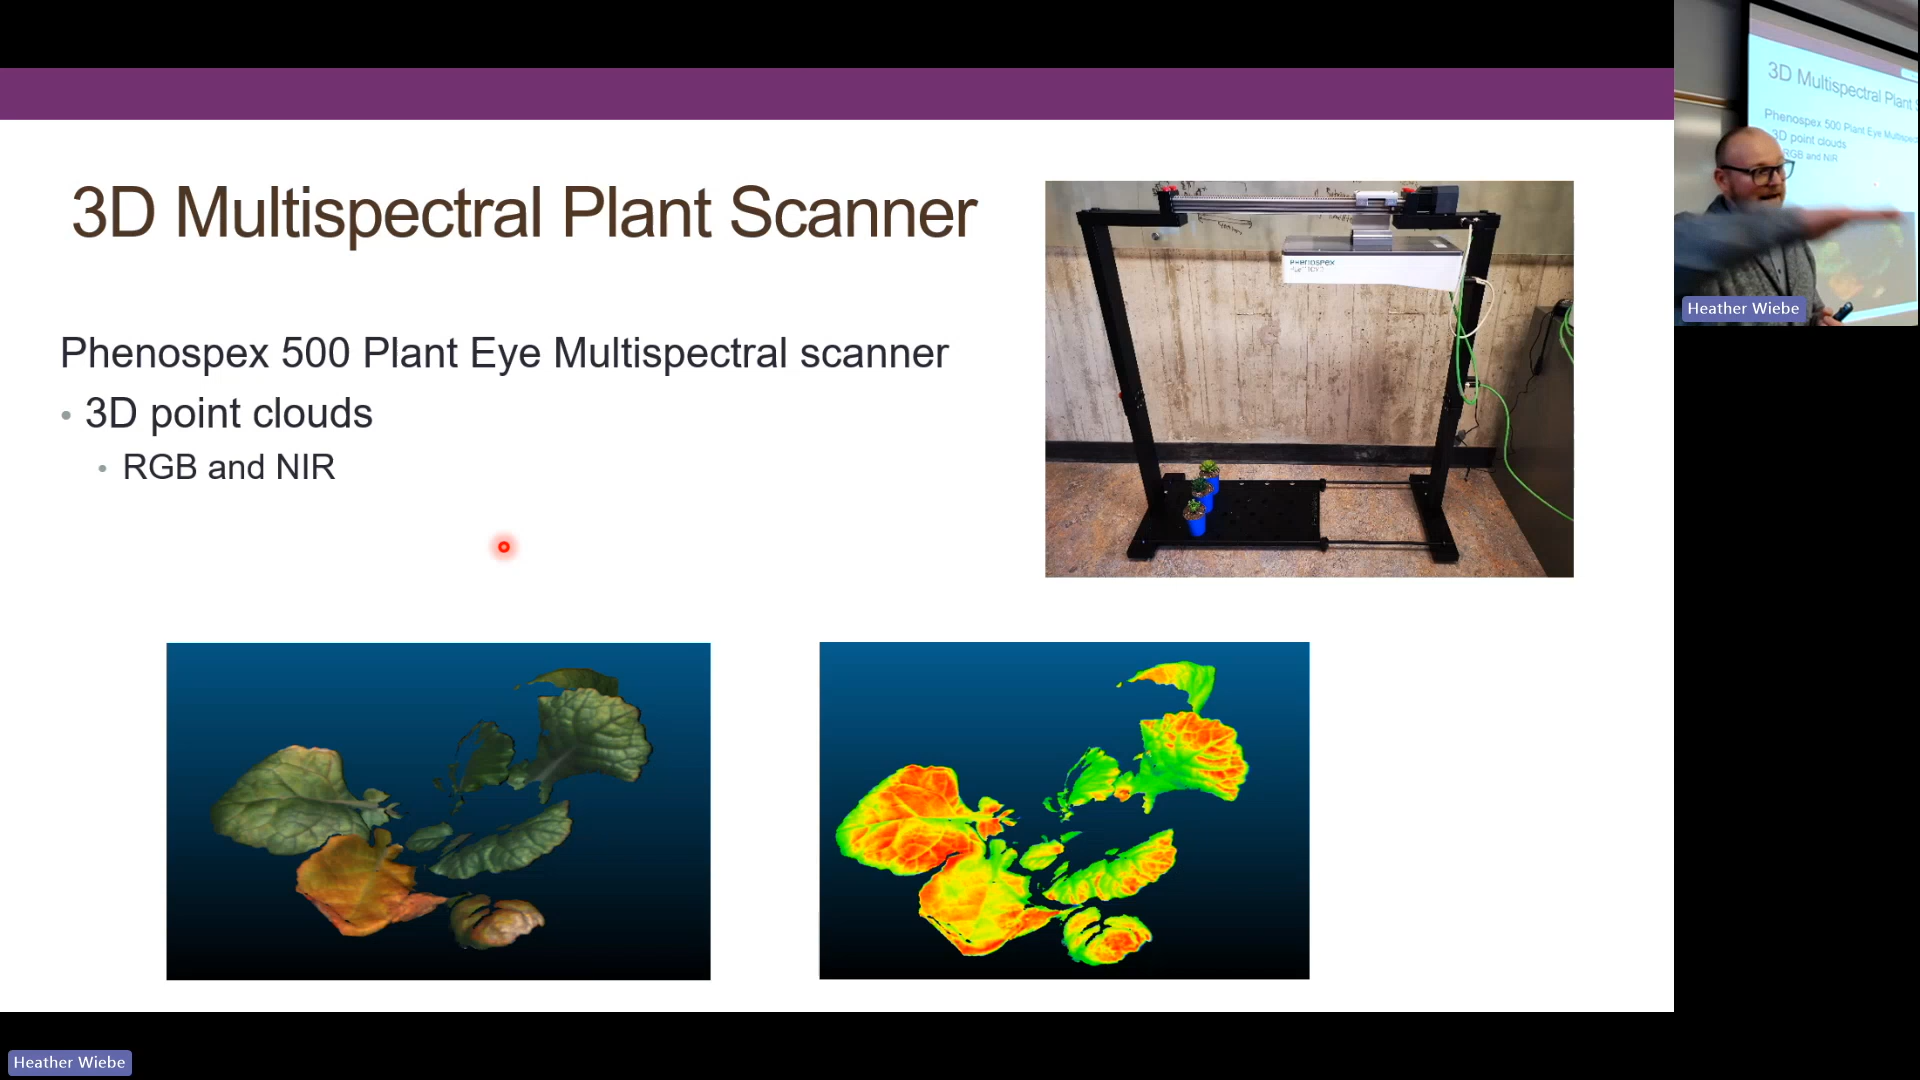 3D Multispectral Plant Scanner
Phenospex 500 Plant Eye Multispectral scanner
• 3D point clouds
• RGB and NIR
PHENOSPEX
3D Multispectral Plant
Phenospex 500 Plant Eye
3D point clouds
RGB and NIR
Heather Wiebe
Heather Wiebe